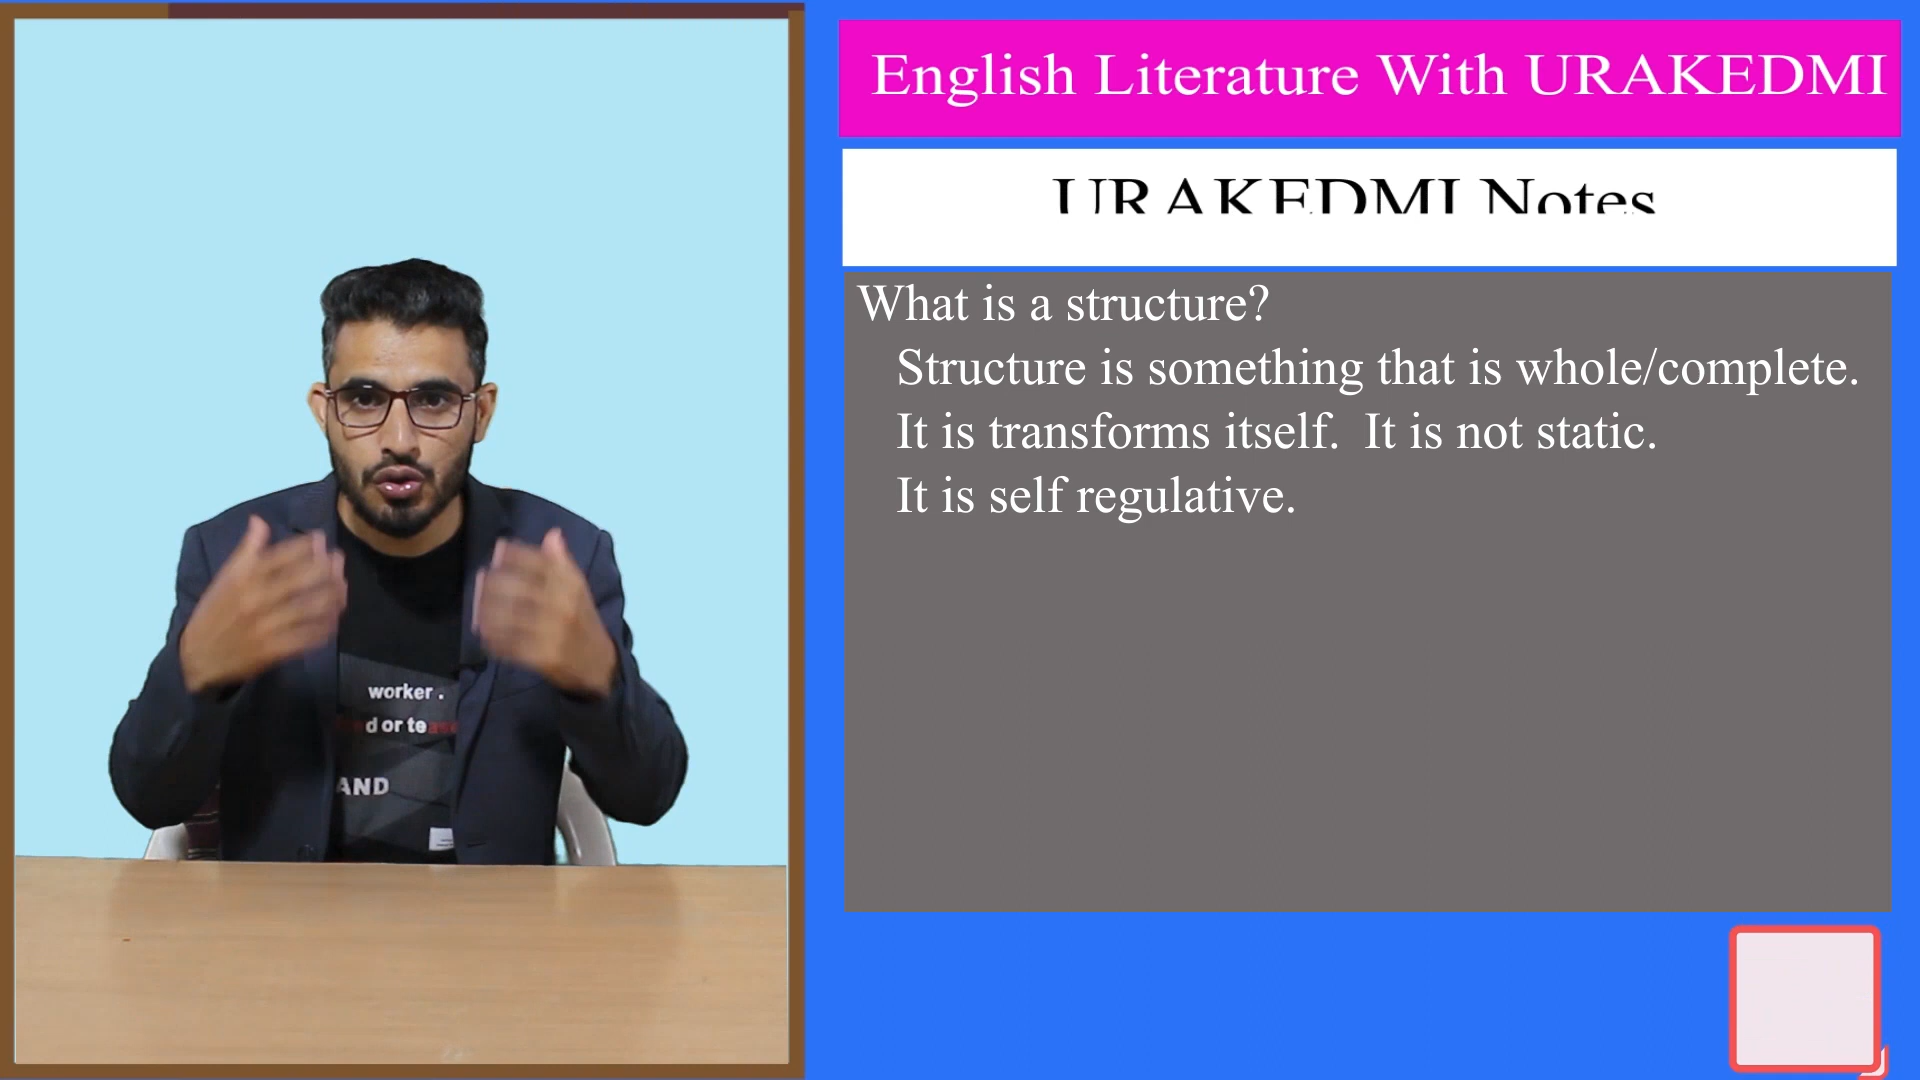 English Literature With URAKEDMI
URAKEDMI Notes
What is a structure?
Structure is something that is whole/complete.
It is transforms itself.  It is not static.
It is self regulative.
worker .
d or te
AND